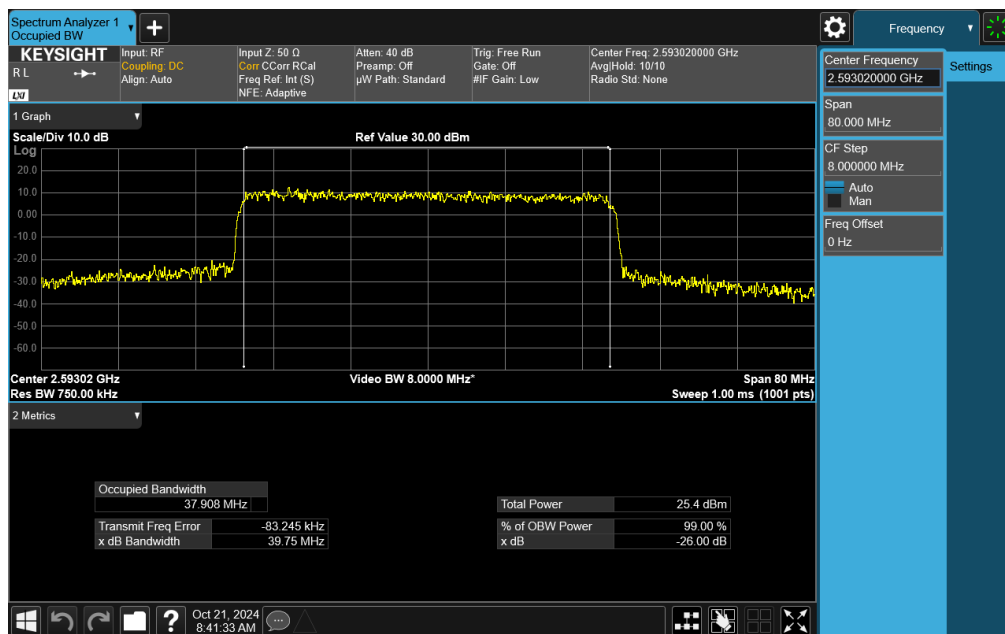 Spectrum Analyzer 1
Occupied BW
Frequency
KEYSIGHT
R L
LXI
Input: RF
Coupling: DC
Align: Auto
Input Z: 50 Ω
Corr CCorr RCal
Freq Ref: Int (S)
NFE: Adaptive
Atten: 40 dB
Preamp: Off
µW Path: Standard
Trig: Free Run
Gate: Off
#IF Gain: Low
Center Freq: 2.593020000 GHz
Avg|Hold: 10/10
Radio Std: None
Center Frequency
2.593020000 GHz
Settings
Span
80.000 MHz
CF Step
8.000000 MHz
Auto
Man
Freq Offset
0 Hz
1 Graph
Scale/Div 10.0 dB
Ref Value 30.00 dBm
Log
20.0
10.0
0.00
-10.0
-20.0
-30.0
-40.0
-50.0
-60.0
Center 2.59302 GHz
Video BW 8.0000 MHz*
Span 80 MHz
Res BW 750.00 kHz
Sweep 1.00 ms (1001 pts)
2 Metrics
Occupied Bandwidth
37.908 MHz
Transmit Freq Error -83.245 kHz
x dB Bandwidth 39.75 MHz
Total Power 25.4 dBm
% of OBW Power 99.00 %
x dB -26.00 dB
Oct 21, 2024
8:41:33 AM